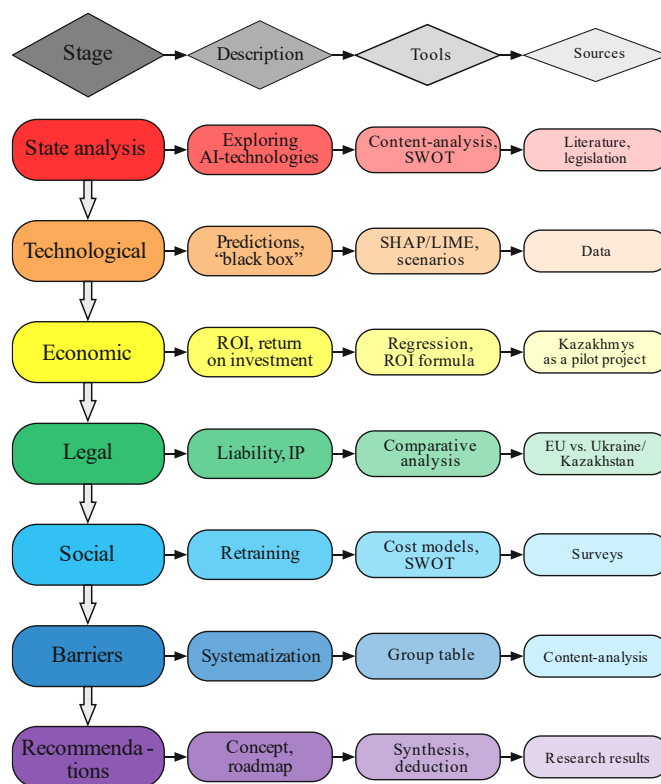 Stage
Description
Tools
Sources
State analysis
Exploring
AI-technologies
Content-analysis,
SWOT
Literature,
legislation
Technological
Predictions,
“black box”
SHAP/LIME,
scenarios
Data
Economic
ROI, return
on investment
Regression,
ROI formula
Kazakhmys
as a pilot project
Legal
Liability, IP
Comparative
analysis
EU vs. Ukraine/
Kazakhstan
Social
Retraining
Cost models,
SWOT
Surveys
Barriers
Systematization
Group table
Content-analysis
Recommenda-
tions
Concept,
roadmap
Synthesis,
deduction
Research results